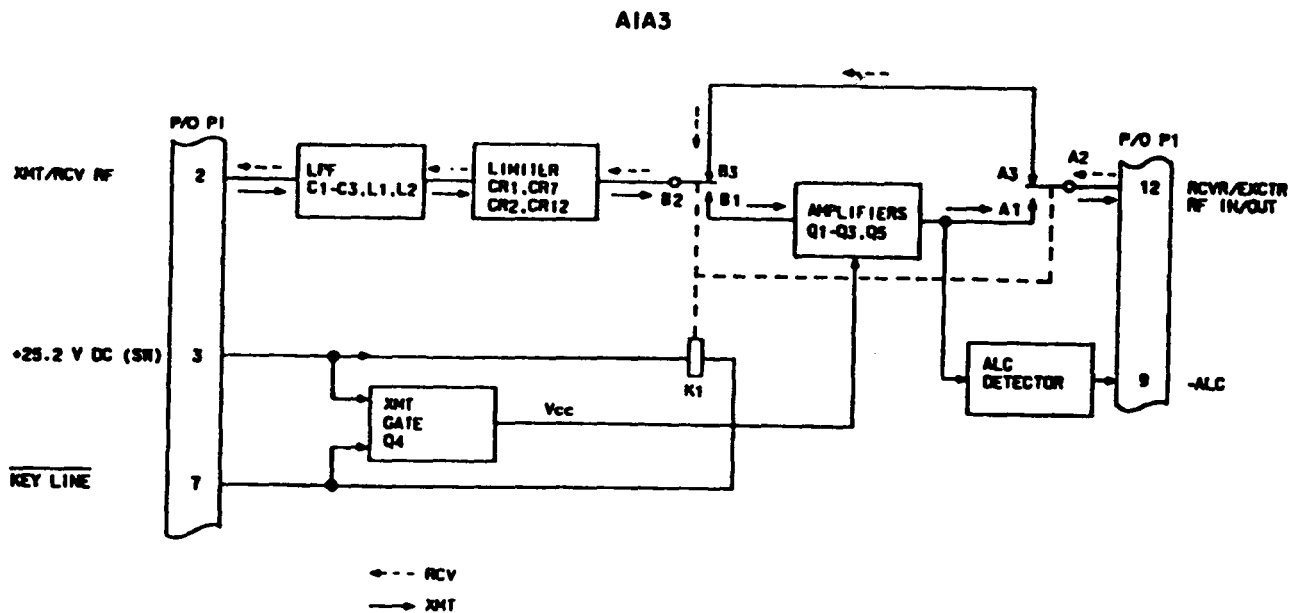 A1A3
P/O P1
XMT/RCV RF
2
LPF
C1-C3,L1,L2
LIMITER
CR1,CR7
CR2,CR12
B2
B3
B1
AMPLIFIERS
Q1-Q3,Q5
A3
A1
A2
P/O P1
12
RCVR/EXCTR
RF IN/OUT
+25.2 V DC (SW)
3
K1
XMT
GATE
Q4
Vcc
ALC
DETECTOR
9
-ALC
KEY LINE
7
RCV
XMT